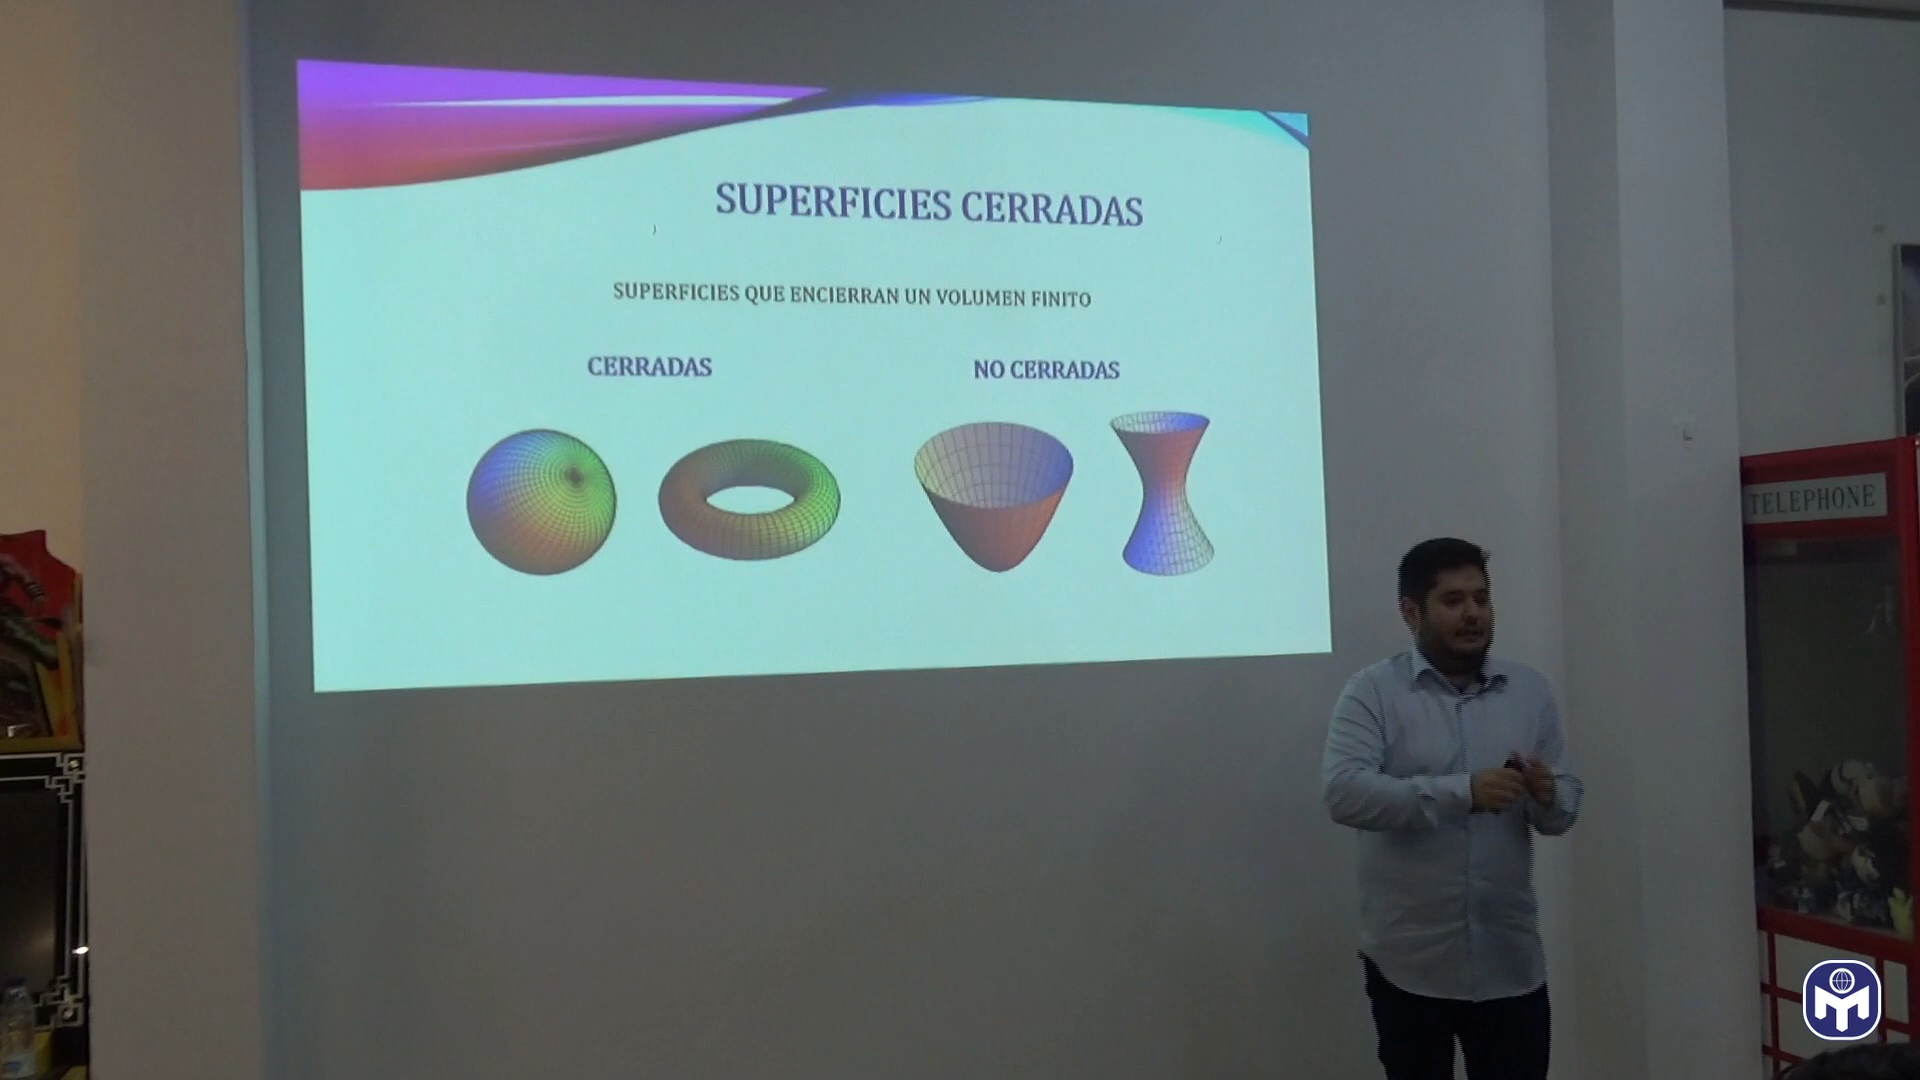 SUPERFICIES CERRADAS
SUPERFICIES QUE ENCIERRAN UN VOLUMEN FINITO
CERRADAS
NO CERRADAS
TELEPHONE